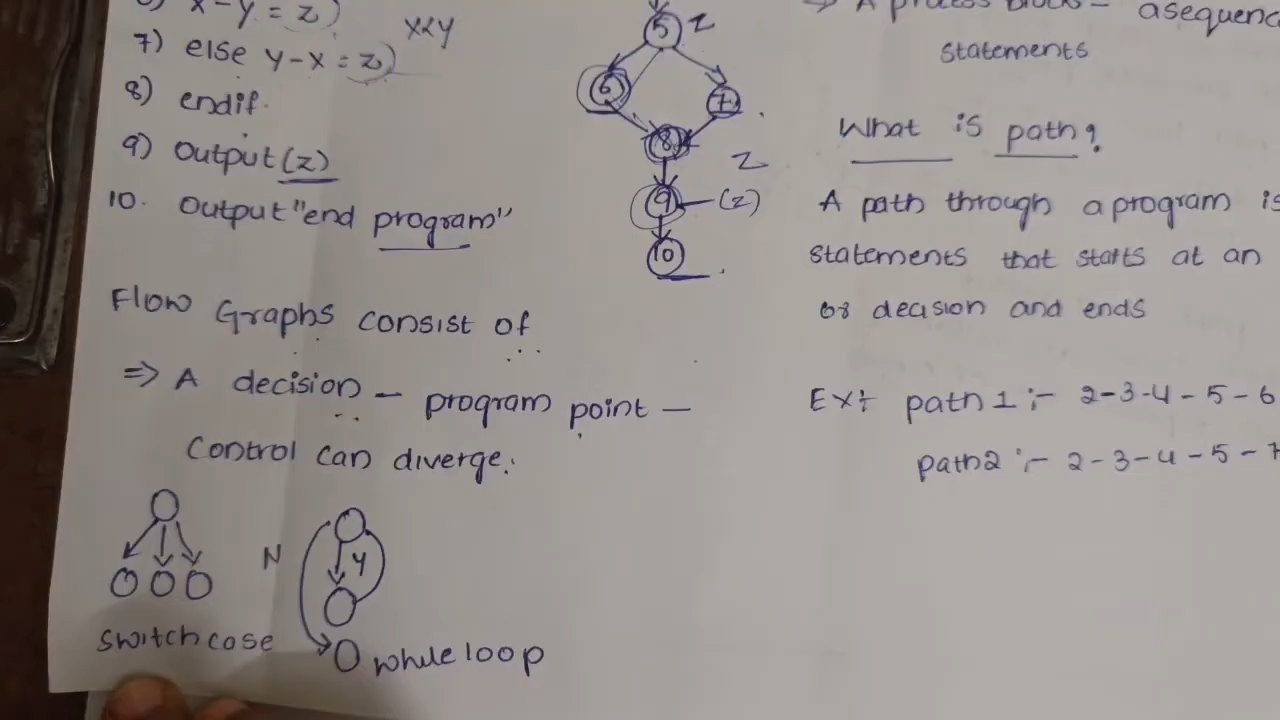 x-y = z)
7) else y-x = z)
x<y
8) endif.
9) output(z)
10. output "end program"
Flow Graphs consist of
⇒ A decision - program point -
control can diverge.
switch case
N
Y
while loop
5
z
6
7
8
z
9
(z)
10
statements
What is path?
A path through a program is
statements that starts at an
or decision and ends
Ex:- path 1 :- 2-3-4-5-6
path2 :- 2-3-4-5-7